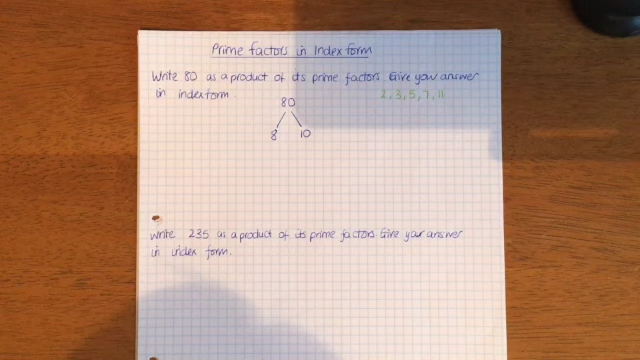 Prime factors in Index form
Write 80 as a product of its prime factors. Give your answer
in index form.
2, 3, 5, 7, 11
80
8 10
Write 235 as a product of its prime factors. Give your answer
in index form.